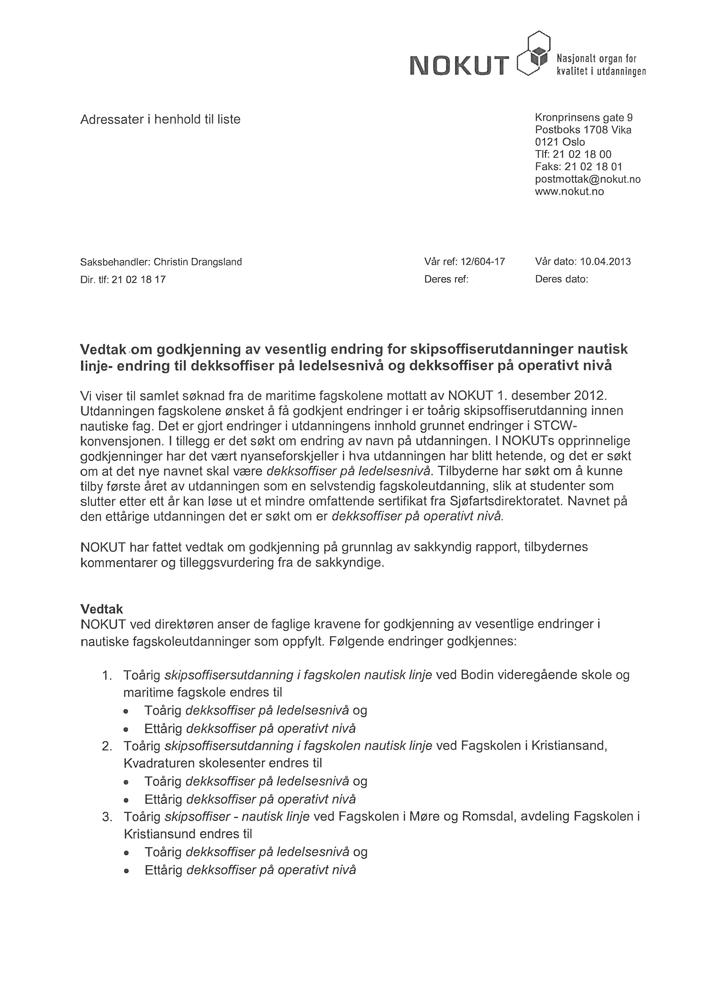 NOKUT
Nasjonalt organ for
kvalitet i utdanningen
Adressater i henhold til liste
Kronprinsens gate 9
Postboks 1708 Vika
0121 Oslo
Tlf: 21 02 18 00
Faks: 21 02 18 01
postmottak@nokut.no
www.nokut.no
Saksbehandler: Christin Drangsland
Vår ref: 12/604-17
Vår dato: 10.04.2013
Dir. tlf: 21 02 18 17
Deres ref:
Deres dato:
Vedtak om godkjenning av vesentlig endring for skipsoffiserutdanninger nautisk
linje- endring til dekksoffiser på ledelsesnivå og dekksoffiser på operativt nivå
Vi viser til samlet søknad fra de maritime fagskolene mottatt av NOKUT 1. desember 2012.
Utdanningen fagskolene ønsket å få godkjent endringer i er toårig skipsoffiserutdanning innen
nautiske fag. Det er gjort endringer i utdanningens innhold grunnet endringer i STCW-
konvensjonen. I tillegg er det søkt om endring av navn på utdanningen. I NOKUTs opprinnelige
godkjenninger har det vært nyanseforskjeller i hva utdanningen har blitt hetende, og det er søkt
om at det nye navnet skal være dekksoffiser på ledelsesnivå. Tilbyderne har søkt om å kunne
tilby første året av utdanningen som en selvstendig fagskoleutdanning, slik at studenter som
slutter etter ett år kan løse ut et mindre omfattende sertifikat fra Sjøfartsdirektoratet. Navnet på
den ettårige utdanningen det er søkt om er dekksoffiser på operativt nivå.
NOKUT har fattet vedtak om godkjenning på grunnlag av sakkyndig rapport, tilbydernes
kommentarer og tilleggsvurdering fra de sakkyndige.
Vedtak
NOKUT ved direktøren anser de faglige kravene for godkjenning av vesentlige endringer i
nautiske fagskoleutdanninger som oppfylt. Følgende endringer godkjennes:
1. Toårig skipsoffisersutdanning i fagskolen nautisk linje ved Bodin videregående skole og
maritime fagskole endres til
• Toårig dekksoffiser på ledelsesnivå og
• Ettårig dekksoffiser på operativt nivå
2. Toårig skipsoffisersutdanning i fagskolen nautisk linje ved Fagskolen i Kristiansand,
Kvadraturen skolesenter endres til
• Toårig dekksoffiser på ledelsesnivå og
• Ettårig dekksoffiser på operativt nivå
3. Toårig skipsoffiser - nautisk linje ved Fagskolen i Møre og Romsdal, avdeling Fagskolen i
Kristiansund endres til
• Toårig dekksoffiser på ledelsesnivå og
• Ettårig dekksoffiser på operativt nivå